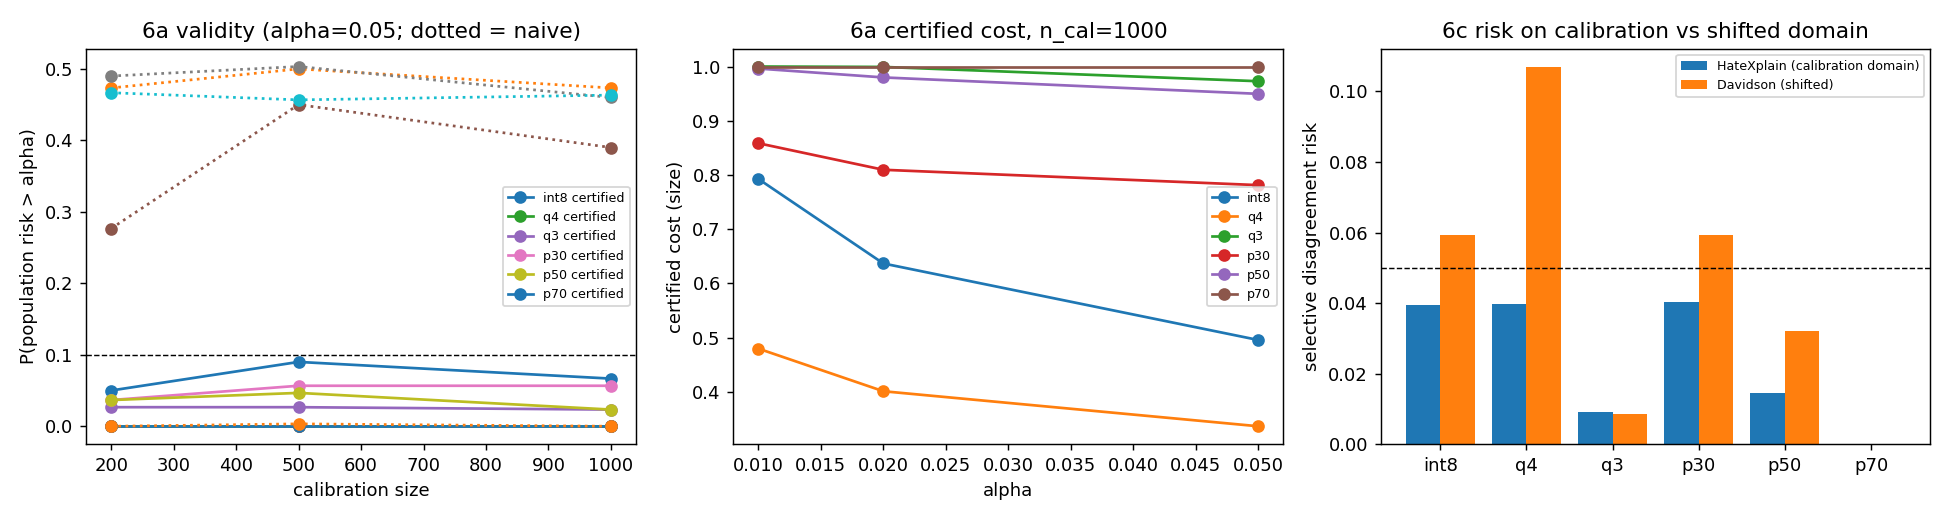 6a validity (alpha=0.05; dotted = naive)
P(population risk > alpha)
0.5
0.4
0.3
0.2
0.1
0.0
200 300 400 500 600 700 800 900 1000
calibration size
int8 certified
q4 certified
q3 certified
p30 certified
p50 certified
p70 certified
6a certified cost, n_cal=1000
certified cost (size)
1.0
0.9
0.8
0.7
0.6
0.5
0.4
0.010 0.015 0.020 0.025 0.030 0.035 0.040 0.045 0.050
alpha
int8
q4
q3
p30
p50
p70
6c risk on calibration vs shifted domain
selective disagreement risk
0.10
0.08
0.06
0.04
0.02
0.00
int8 q4 q3 p30 p50 p70
HateXplain (calibration domain)
Davidson (shifted)